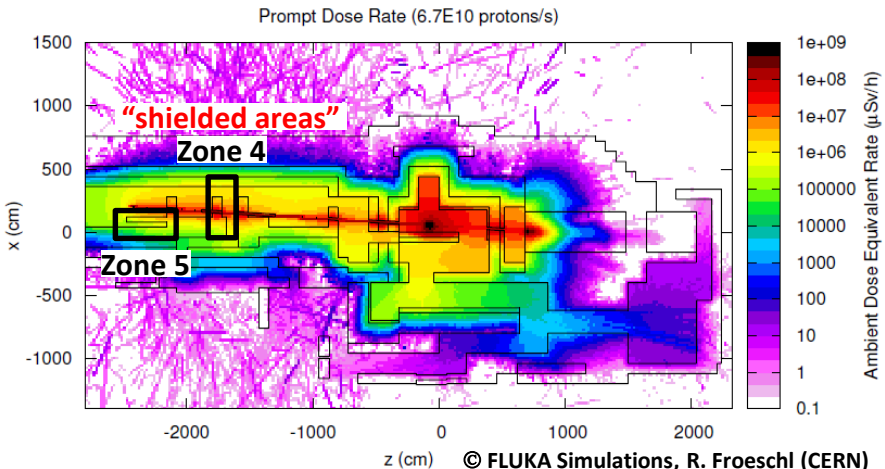 Prompt Dose Rate (6.7E10 protons/s)
1500
1000
500
0
-500
-1000
x (cm)
“shielded areas”
Zone 4
Zone 5
-2000
-1000
0
1000
2000
z (cm)
1e+09
1e+08
1e+07
1e+06
100000
10000
1000
100
10
1
0.1
Ambient Dose Equivalent Rate (µSv/h)
© FLUKA Simulations, R. Froeschl (CERN)